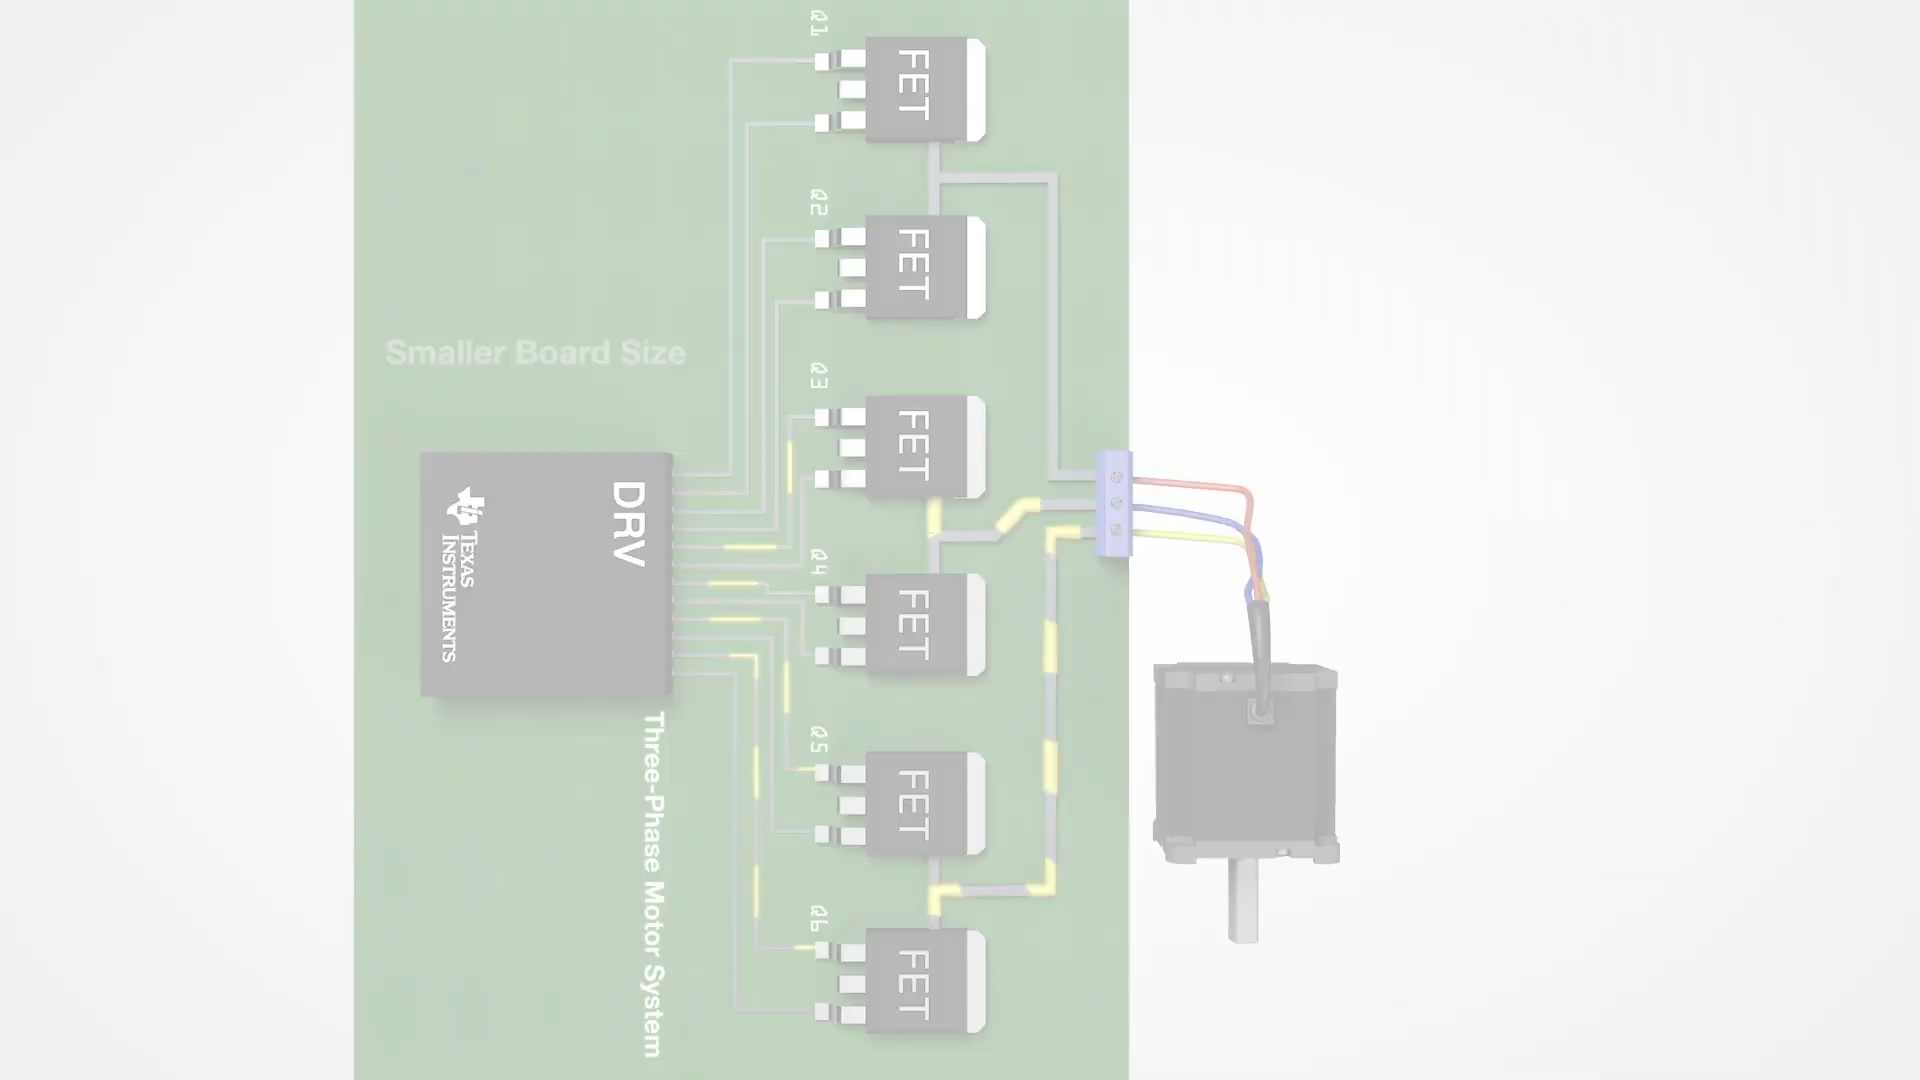 Q1
FET
Q2
FET
Smaller Board Size
Q3
FET
DRV
TEXAS
INSTRUMENTS
Q4
FET
Three-Phase Motor System
Q5
FET
Q6
FET